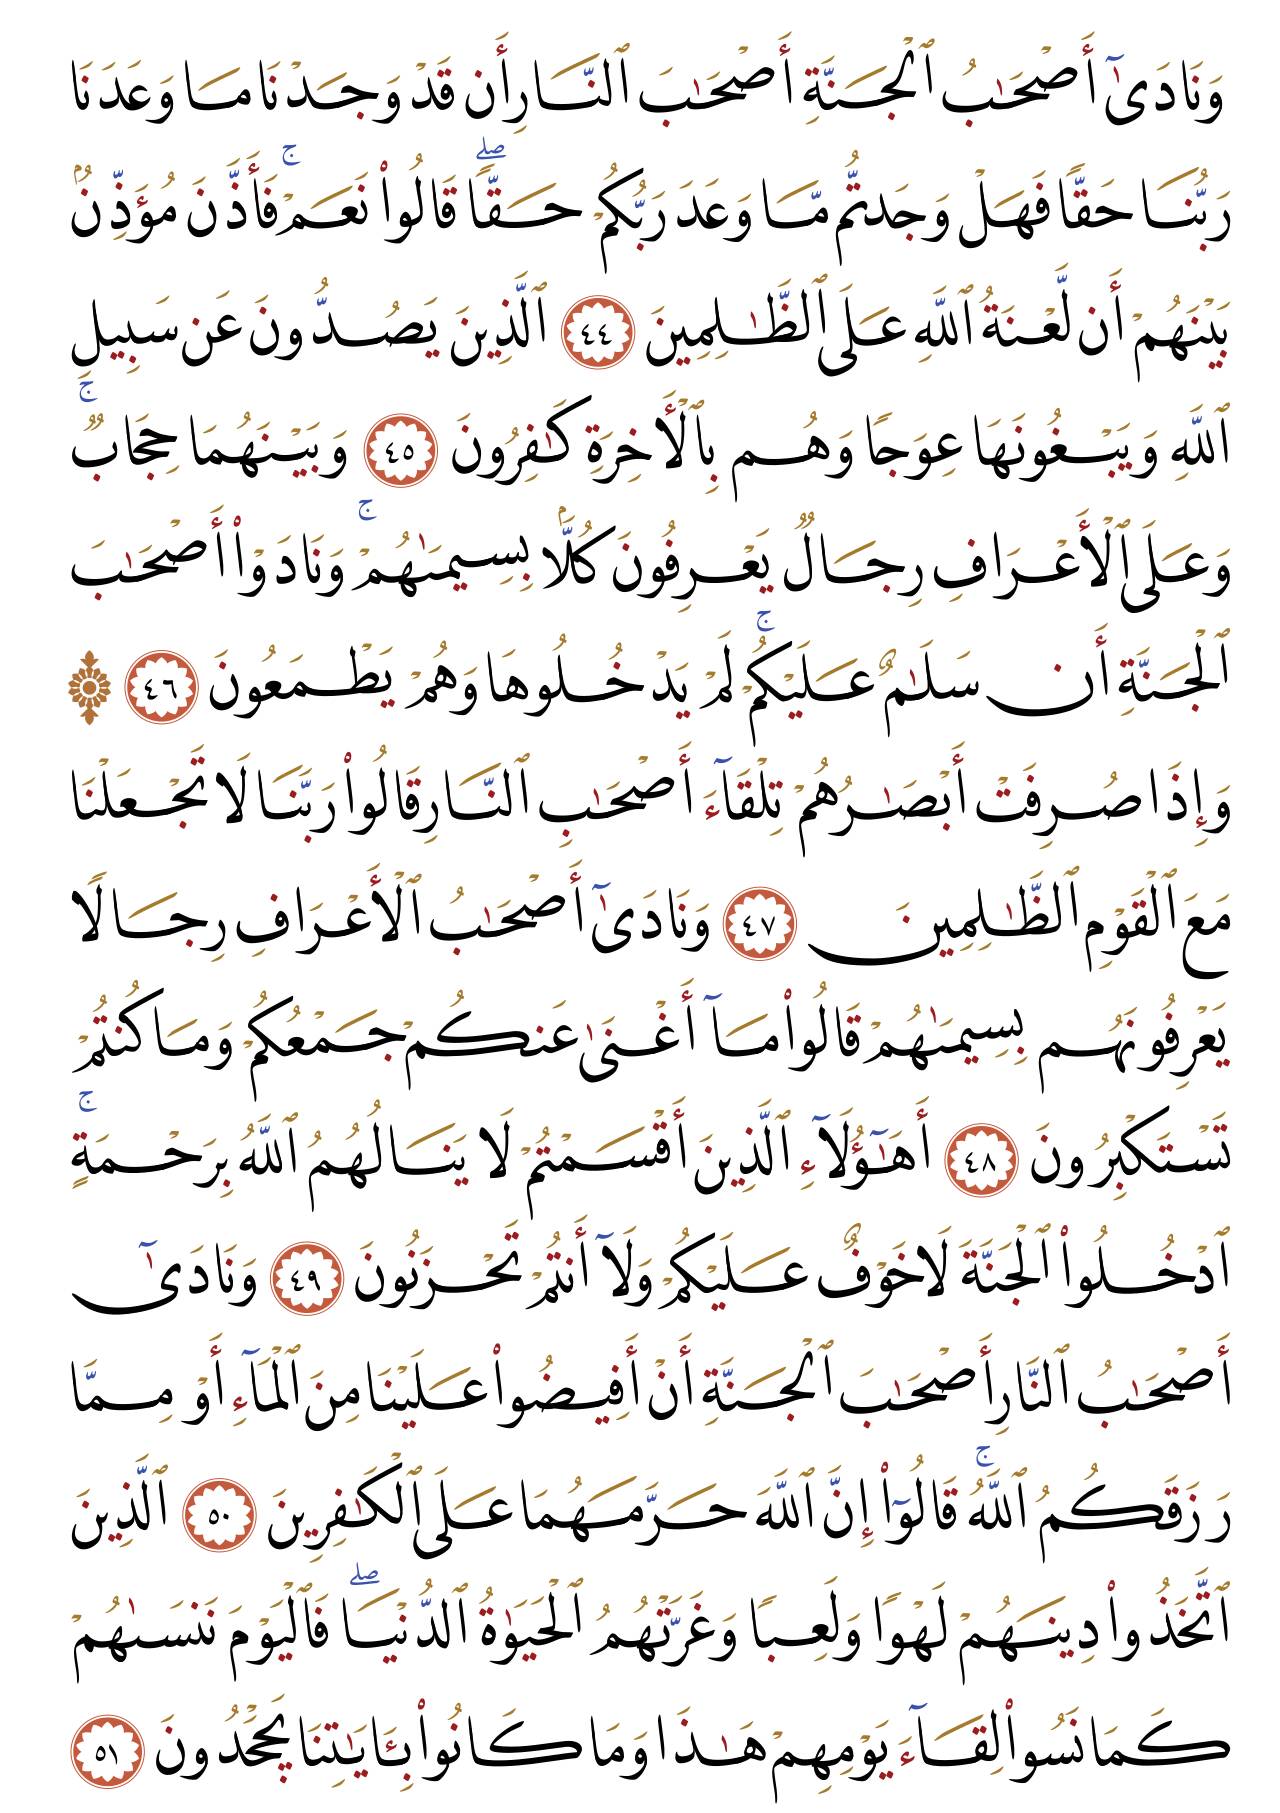 وَنَادَىٰٓ أَصْحَـٰبُ ٱلْجَنَّةِ أَصْحَـٰبَ ٱلنَّارِ أَن قَدْ وَجَدْنَا مَا وَعَدَنَا
رَبُّنَا حَقًّا فَهَلْ وَجَدتُّم مَّا وَعَدَ رَبُّكُمْ حَقًّا ۖ قَالُوا۟ نَعَمْ ۚ فَأَذَّنَ مُؤَذِّنٌۢ
بَيْنَهُمْ أَن لَّعْنَةُ ٱللَّهِ عَلَى ٱلظَّـٰلِمِينَ ٤٤ ٱلَّذِينَ يَصُدُّونَ عَن سَبِيلِ
ٱللَّهِ وَيَبْغُونَهَا عِوَجًا وَهُم بِٱلْـَٔاخِرَةِ كَـٰفِرُونَ ٤٥ وَبَيْنَهُمَا حِجَابٌ ۚ
وَعَلَى ٱلْأَعْرَافِ رِجَالٌ يَعْرِفُونَ كُلًّۢا بِسِيمَىٰهُمْ ۚ وَنَادَوْا۟ أَصْحَـٰبَ
ٱلْجَنَّةِ أَن سَلَـٰمٌ عَلَيْكُمْ ۚ لَمْ يَدْخُلُوهَا وَهُمْ يَطْمَعُونَ ٤٦ ۞
وَإِذَا صُرِفَتْ أَبْصَـٰرُهُمْ تِلْقَآءَ أَصْحَـٰبِ ٱلنَّارِ قَالُوا۟ رَبَّنَا لَا تَجْعَلْنَا
مَعَ ٱلْقَوْمِ ٱلظَّـٰلِمِينَ ٤٧ وَنَادَىٰٓ أَصْحَـٰبُ ٱلْأَعْرَافِ رِجَالًا
يَعْرِفُونَهُم بِسِيمَىٰهُمْ قَالُوا۟ مَآ أَغْنَىٰ عَنكُمْ جَمْعُكُمْ وَمَا كُنتُمْ
تَسْتَكْبِرُونَ ٤٨ أَهَـٰٓؤُلَآءِ ٱلَّذِينَ أَقْسَمْتُمْ لَا يَنَالُهُمُ ٱللَّهُ بِرَحْمَةٍ ۚ
ٱدْخُلُوا۟ ٱلْجَنَّةَ لَا خَوْفٌ عَلَيْكُمْ وَلَآ أَنتُمْ تَحْزَنُونَ ٤٩ وَنَادَىٰٓ
أَصْحَـٰبُ ٱلنَّارِ أَصْحَـٰبَ ٱلْجَنَّةِ أَنْ أَفِيضُوا۟ عَلَيْنَا مِنَ ٱلْمَآءِ أَوْ مِمَّا
رَزَقَكُمُ ٱللَّهُ ۚ قَالُوٓا۟ إِنَّ ٱللَّهَ حَرَّمَهُمَا عَلَى ٱلْكَـٰفِرِينَ ٥٠ ٱلَّذِينَ
ٱتَّخَذُوا۟ دِينَهُمْ لَهْوًا وَلَعِبًا وَغَرَّتْهُمُ ٱلْحَيَوٰةُ ٱلدُّنْيَا ۖ فَٱلْيَوْمَ نَنسَىٰهُمْ
كَمَا نَسُوا۟ لِقَآءَ يَوْمِهِمْ هَـٰذَا وَمَا كَانُوا۟ بِـَٔايَـٰتِنَا يَجْحَدُونَ ٥١